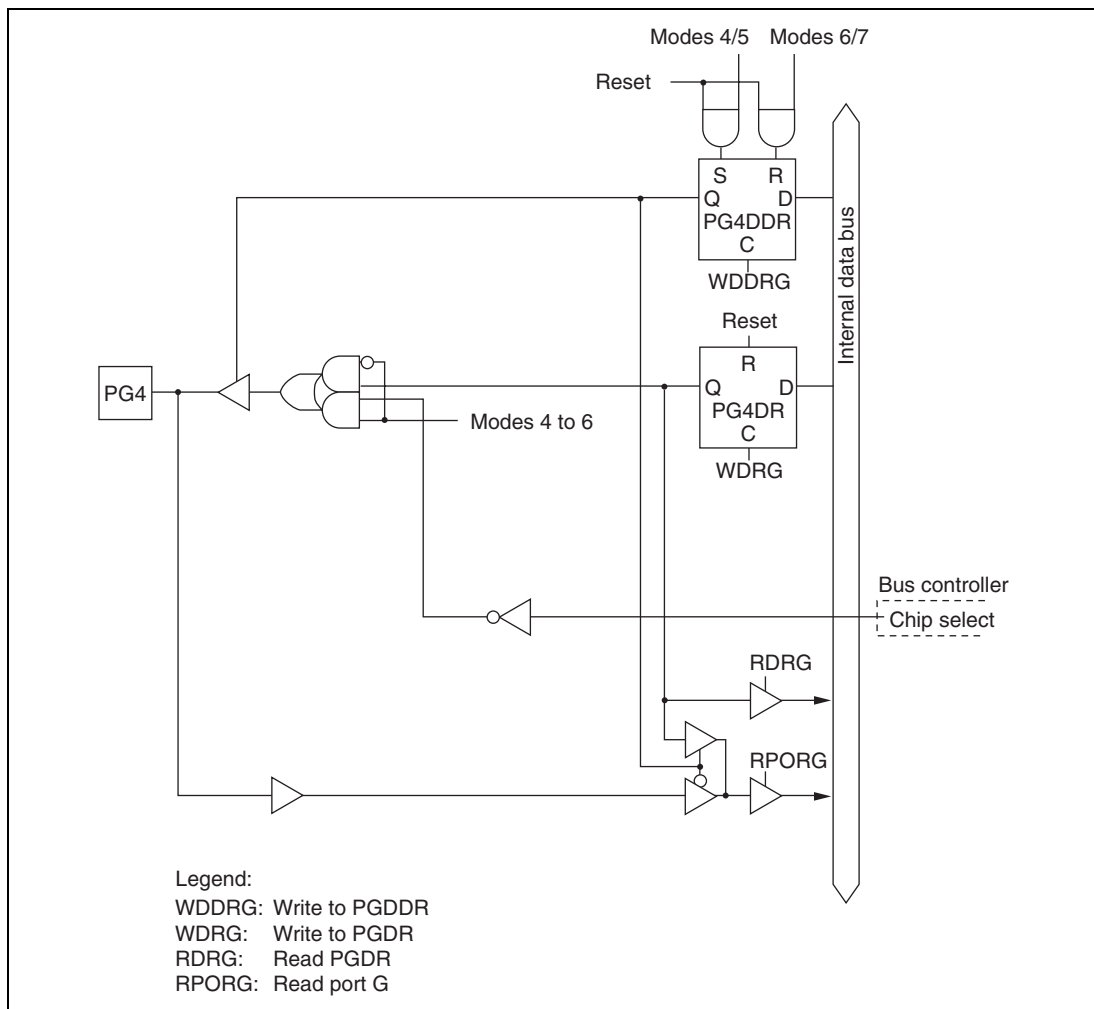 Modes 4/5 Modes 6/7
Reset
S R
Q D
PG4DDR
C
WDDRG
Internal data bus
Reset
R
PG4
Q D
PG4DR
C
Modes 4 to 6
WDRG
Bus controller
Chip select
RDRG
RPORG
Legend:
WDDRG: Write to PGDDR
WDRG: Write to PGDR
RDRG: Read PGDR
RPORG: Read port G